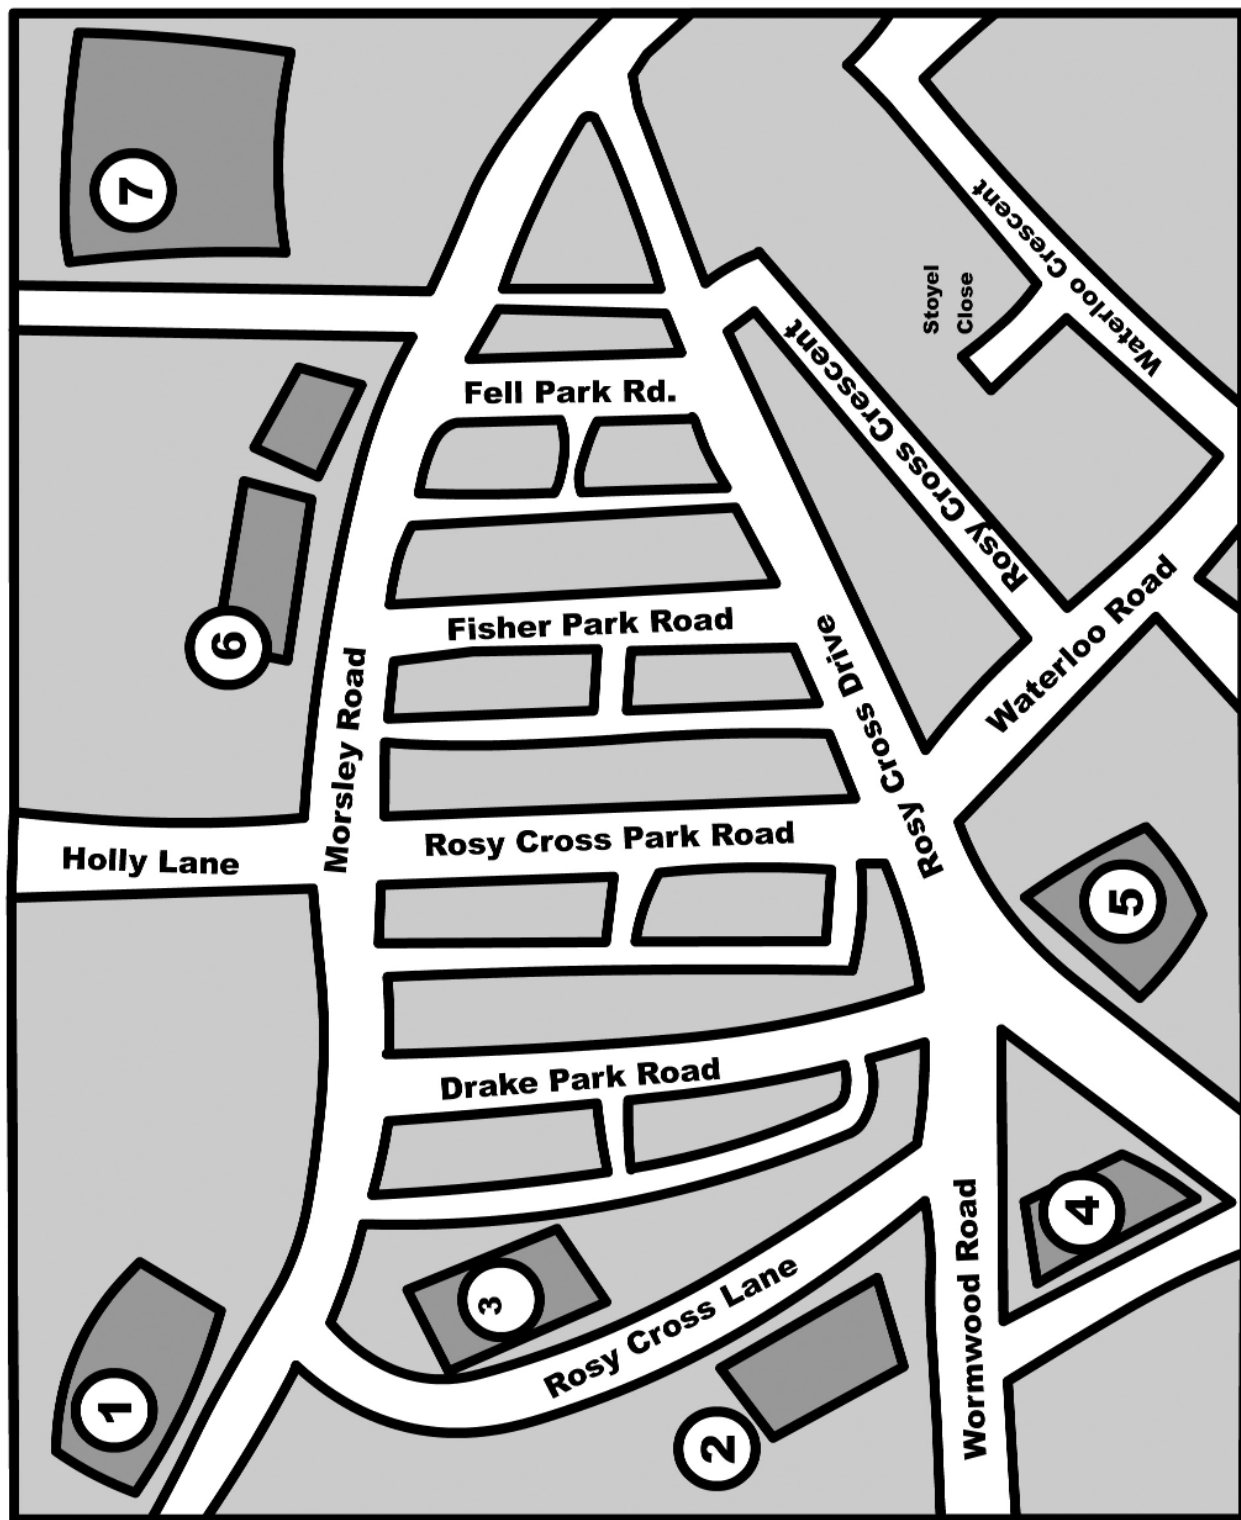 7
Waterloo Crescent
Stoyel
Close
Waterloo
Rosy Cross Crescent
Fell Park Rd.
6
Fisher Park Road
Waterloo Road
Morsley Road
Rosy Cross Drive
Rosy Cross Park Road
Holly Lane
5
Drake Park Road
4
Wormwood Road
3
Rosy Cross Lane
1
2